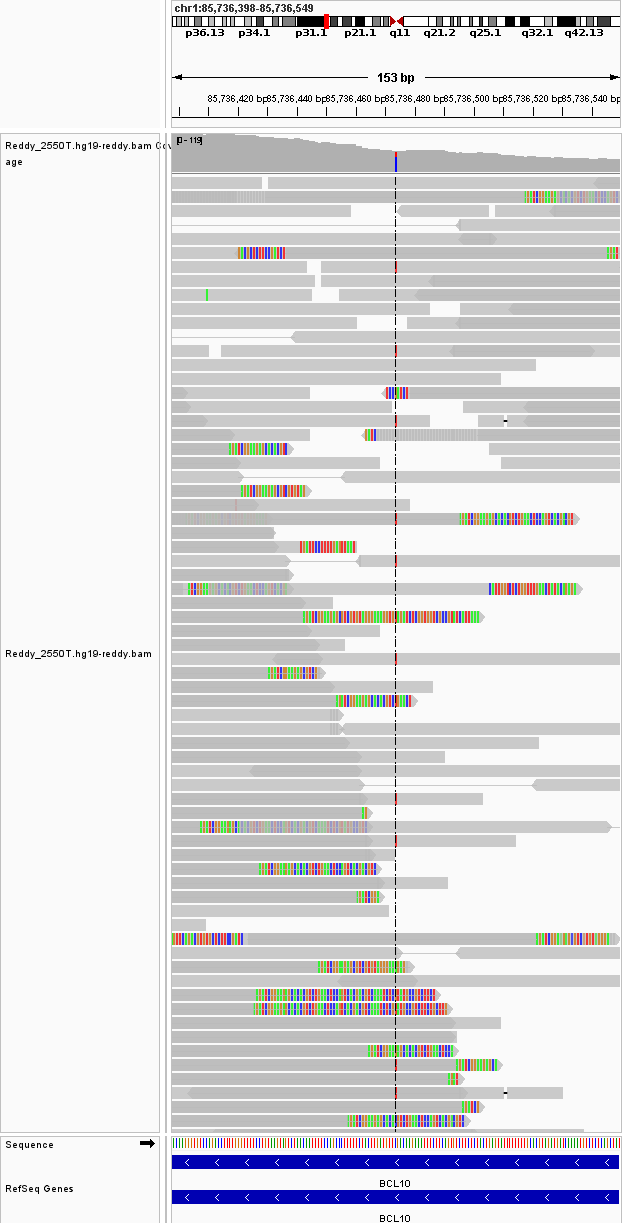 chr1:85,736,398-85,736,549
p36.13 p34.1 p31.1 p21.1 q11 q21.2 q25.1 q32.1 q42.13
153 bp
85,736,420 bp 85,736,440 bp 85,736,460 bp 85,736,480 bp 85,736,500 bp 85,736,520 bp 85,736,540 bp
[0 - 119]
Reddy_2550T.hg19-reddy.bam Cover
age
Reddy_2550T.hg19-reddy.bam
Sequence
RefSeq Genes
BCL10
BCL10